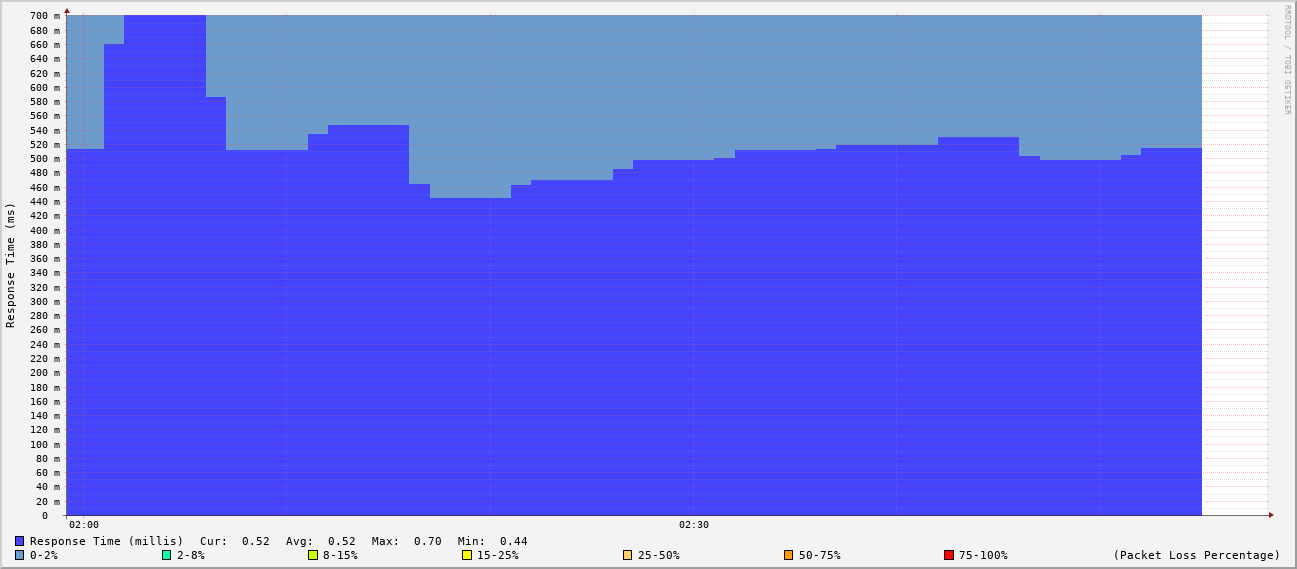 RRDTOOL / TOBI OETIKER
Response Time (ms)
700 m
680 m
660 m
640 m
620 m
600 m
580 m
560 m
540 m
520 m
500 m
480 m
460 m
440 m
420 m
400 m
380 m
360 m
340 m
320 m
300 m
280 m
260 m
240 m
220 m
200 m
180 m
160 m
140 m
120 m
100 m
80 m
60 m
40 m
20 m
0
02:00 02:30
Response Time (millis) Cur: 0.52 Avg: 0.52 Max: 0.70 Min: 0.44
0-2% 2-8% 8-15% 15-25% 25-50% 50-75% 75-100% (Packet Loss Percentage)